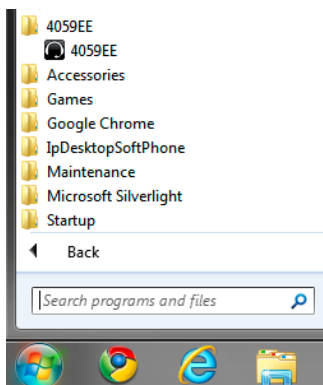 4059EE
4059EE
Accessories
Games
Google Chrome
IpDesktopSoftPhone
Maintenance
Microsoft Silverlight
Startup
Back
Search programs and files